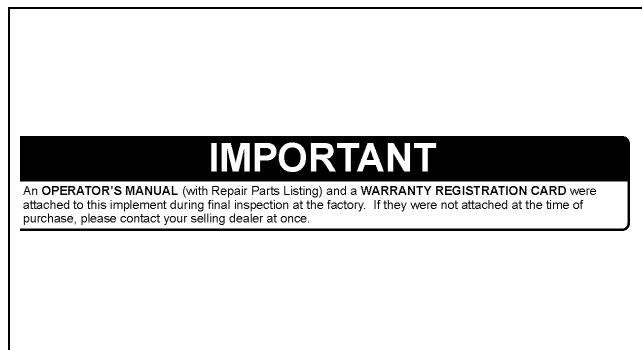 IMPORTANT
An OPERATOR'S MANUAL (with Repair Parts Listing) and a WARRANTY REGISTRATION CARD were
attached to this implement during final inspection at the factory.  If they were not attached at the time of
purchase, please contact your selling dealer at once.